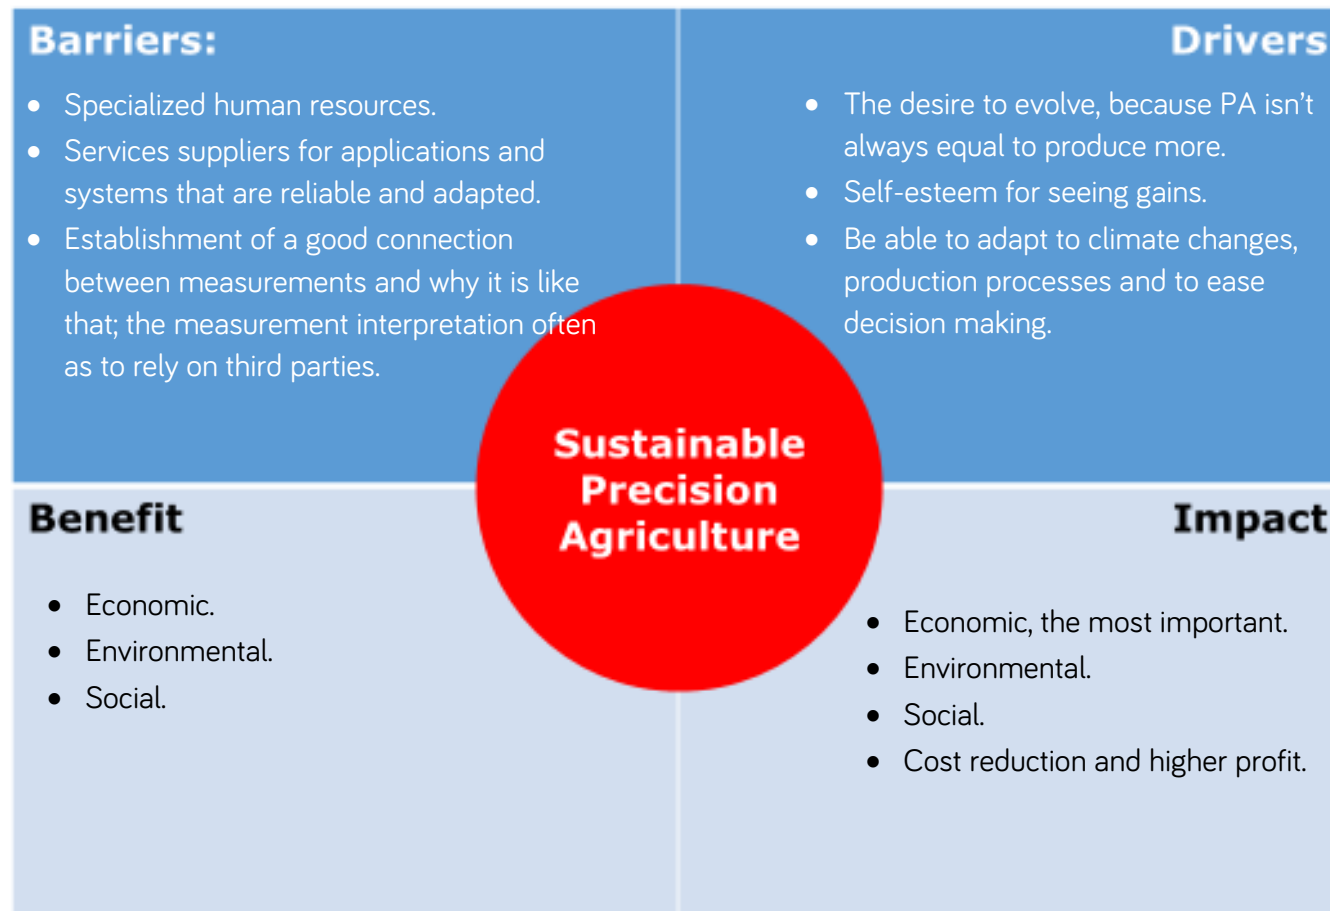 Barriers:
• Specialized human resources.
• Services suppliers for applications and
systems that are reliable and adapted.
• Establishment of a good connection
between measurements and why it is like
that; the measurement interpretation often
as to rely on third parties.
Drivers
• The desire to evolve, because PA isn’t
always equal to produce more.
• Self-esteem for seeing gains.
• Be able to adapt to climate changes,
production processes and to ease
decision making.
Sustainable
Precision
Agriculture
Benefit
• Economic.
• Environmental.
• Social.
Impact
• Economic, the most important.
• Environmental.
• Social.
• Cost reduction and higher profit.